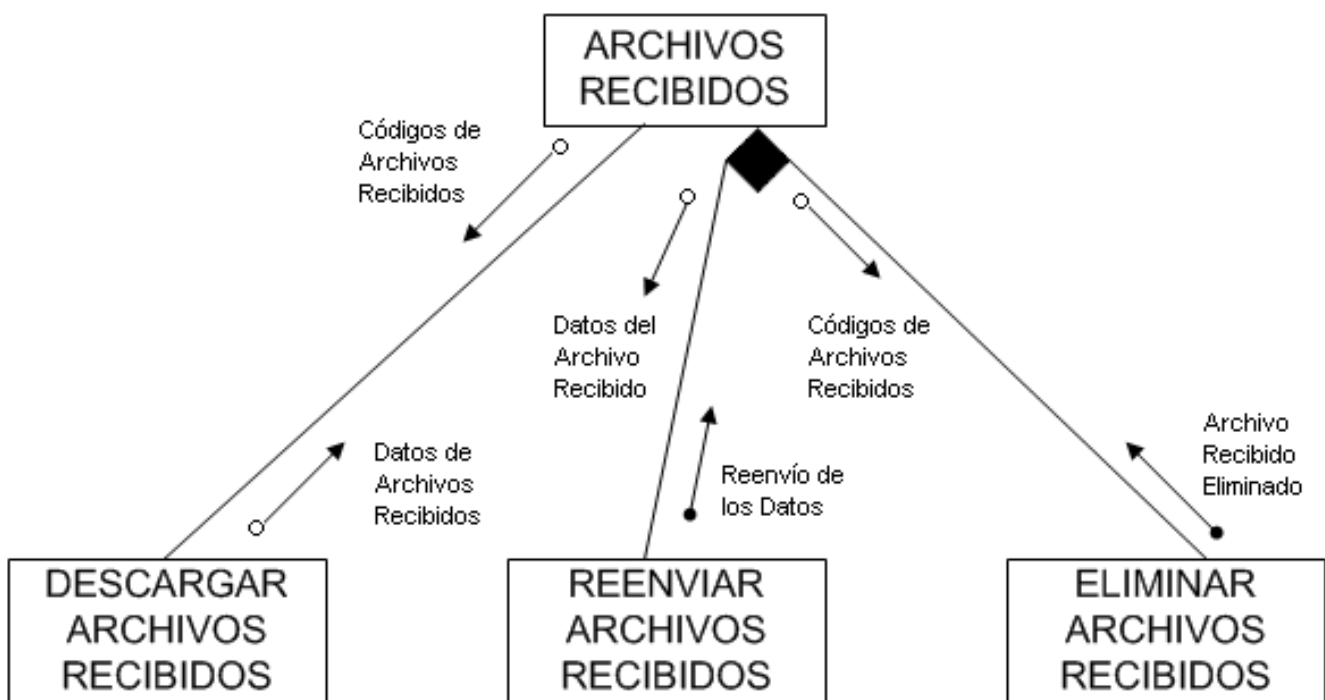 ARCHIVOS
RECIBIDOS
Códigos de
Archivos
Recibidos
Datos del
Archivo
Recibido
Códigos de
Archivos
Recibidos
Datos de
Archivos
Recibidos
Reenvío de
los Datos
Archivo
Recibido
Eliminado
DESCARGAR
ARCHIVOS
RECIBIDOS
REENVIAR
ARCHIVOS
RECIBIDOS
ELIMINAR
ARCHIVOS
RECIBIDOS